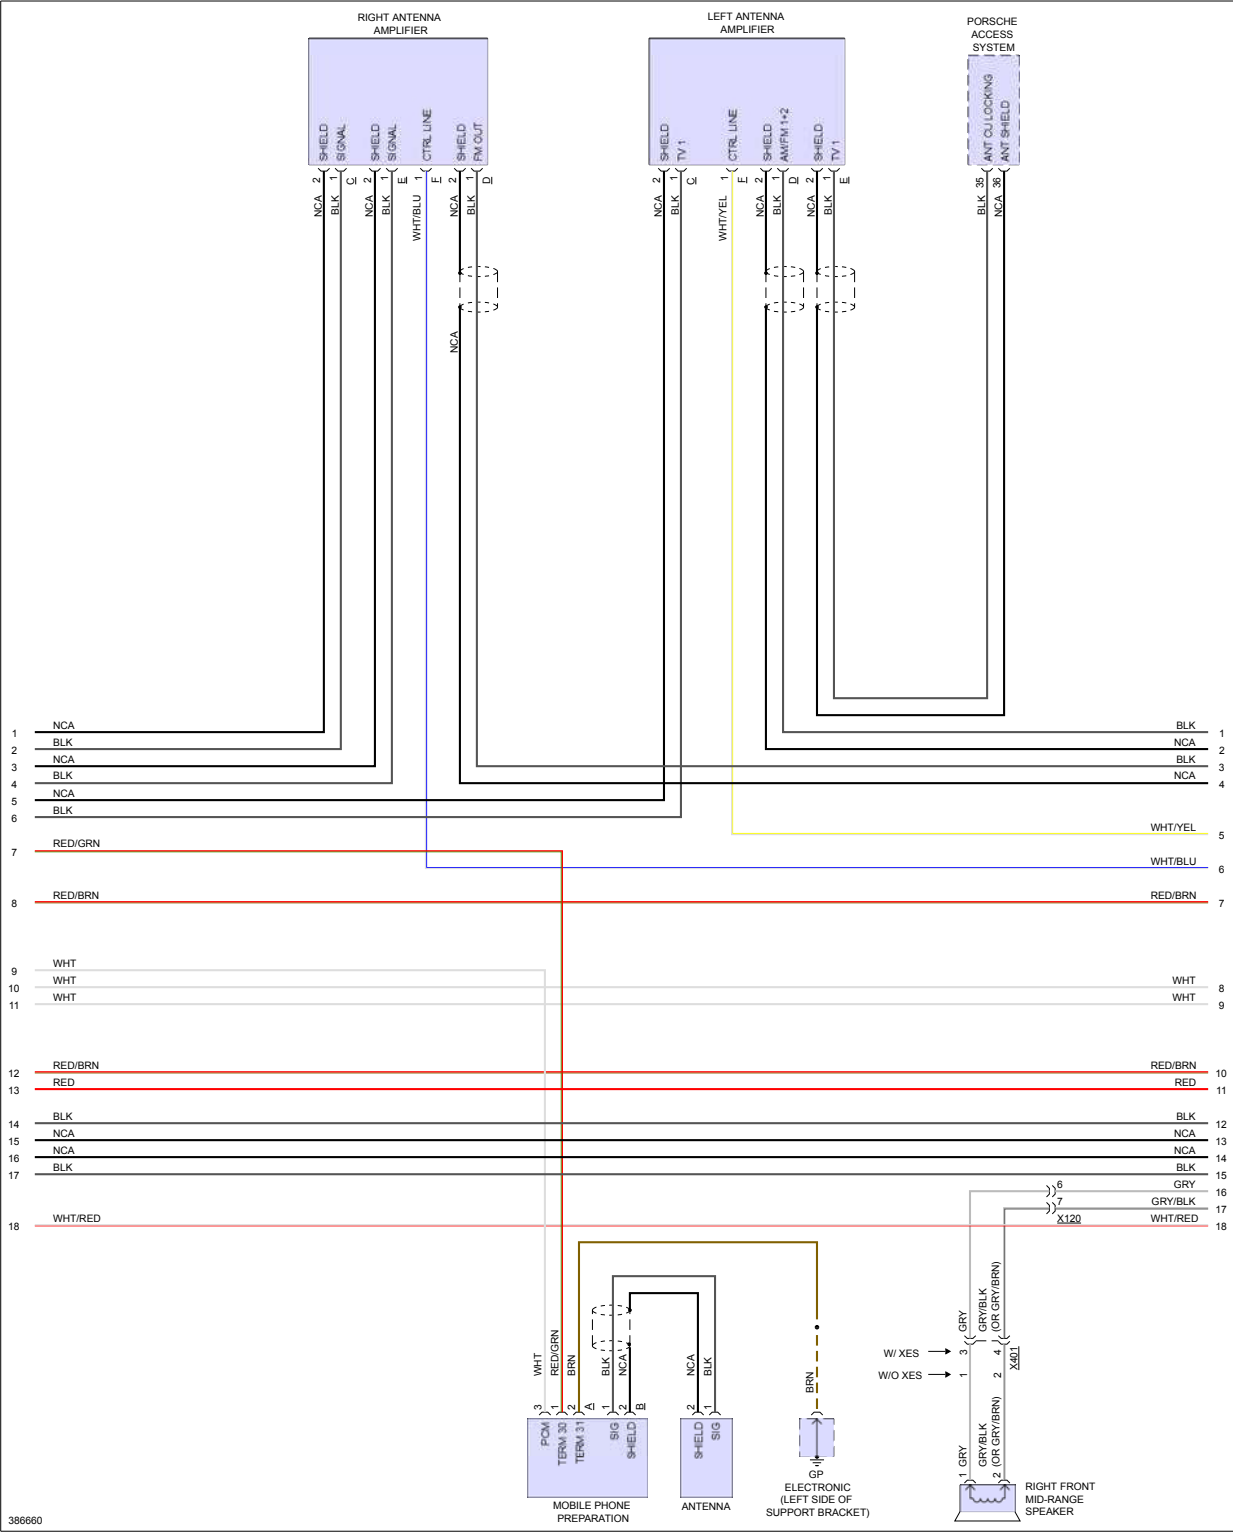 RIGHT ANTENNA
AMPLIFIER
LEFT ANTENNA
AMPLIFIER
PORSCHE
ACCESS
SYSTEM
SHIELD
SIGNAL
SHIELD
SIGNAL
CTRL LINE
SHIELD
FM OUT
SHIELD
TV 1
CTRL LINE
SHIELD
AM/FM 1+2
SHIELD
TV 1
ANT CU LOCKING
ANT SHIELD
2 1 C 2 1 E 1 F 2 1 D
2 1 C 1 F 2 1 D 2 1 E
35 36
NCA
BLK
NCA
BLK
WHT/BLU
NCA
BLK
NCA
BLK
WHT/YEL
NCA
BLK
NCA
BLK
BLK
NCA
NCA
1 NCA BLK 1
2 BLK NCA 2
3 NCA BLK 3
4 BLK NCA 4
5 NCA
6 BLK
WHT/YEL 5
7 RED/GRN
WHT/BLU 6
8 RED/BRN RED/BRN 7
9 WHT
10 WHT WHT 8
11 WHT WHT 9
12 RED/BRN RED/BRN 10
13 RED RED 11
14 BLK BLK 12
15 NCA NCA 13
16 NCA NCA 14
17 BLK BLK 15
6 GRY 16
7 GRY/BLK 17
X120
18 WHT/RED WHT/RED 18
WHT
RED/GRN
BRN
BLK
NCA
NCA
BLK
BRN
GRY
GRY/BLK
(OR GRY/BRN)
W/ XES 3 4
X401
W/O XES 1 2
3 1 2 A 1 2 B
2 1
PCM
TERM 30
TERM 31
SIG
SHIELD
SHIELD
SIG
1 GRY
GRY/BLK
2 (OR GRY/BRN)
MOBILE PHONE
PREPARATION
ANTENNA
GP
ELECTRONIC
(LEFT SIDE OF
SUPPORT BRACKET)
RIGHT FRONT
MID-RANGE
SPEAKER
386660